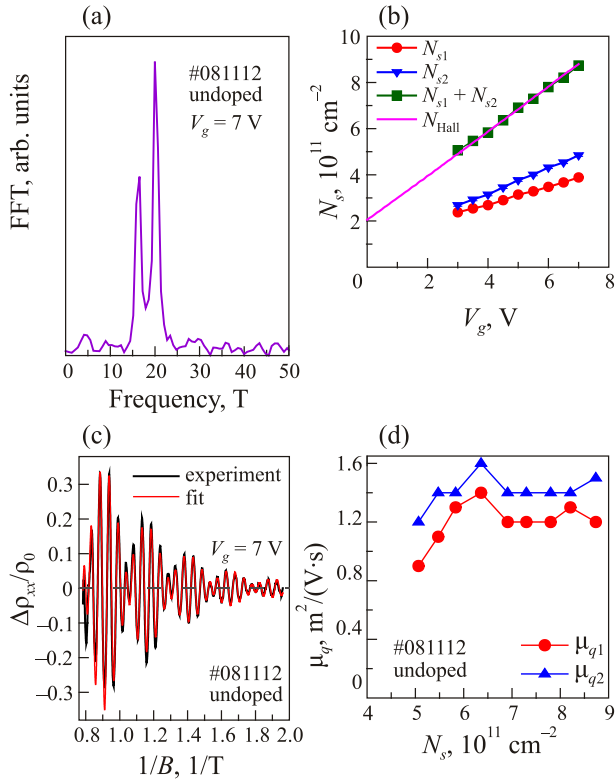 (a)
FFT, arb. units
#081112
undoped
V_g = 7 V
0 10 20 30 40 50
Frequency, T
(b)
N_s, 10^11 cm^−2
10
8
6
4
2
N_s1
N_s2
N_s1 + N_s2
N_Hall
0 2 4 6 8
V_g, V
(c)
Δρ_xx/ρ_0
0.3
0.2
0.1
0
−0.1
−0.2
−0.3
experiment
fit
V_g = 7 V
#081112
undoped
0.8 1.0 1.2 1.4 1.6 1.8 2.0
1/B, 1/T
(d)
μ_q, m^2/(V·s)
1.6
1.2
0.8
0.4
0
#081112
undoped
μ_q1
μ_q2
4 5 6 7 8 9
N_s, 10^11 cm^−2